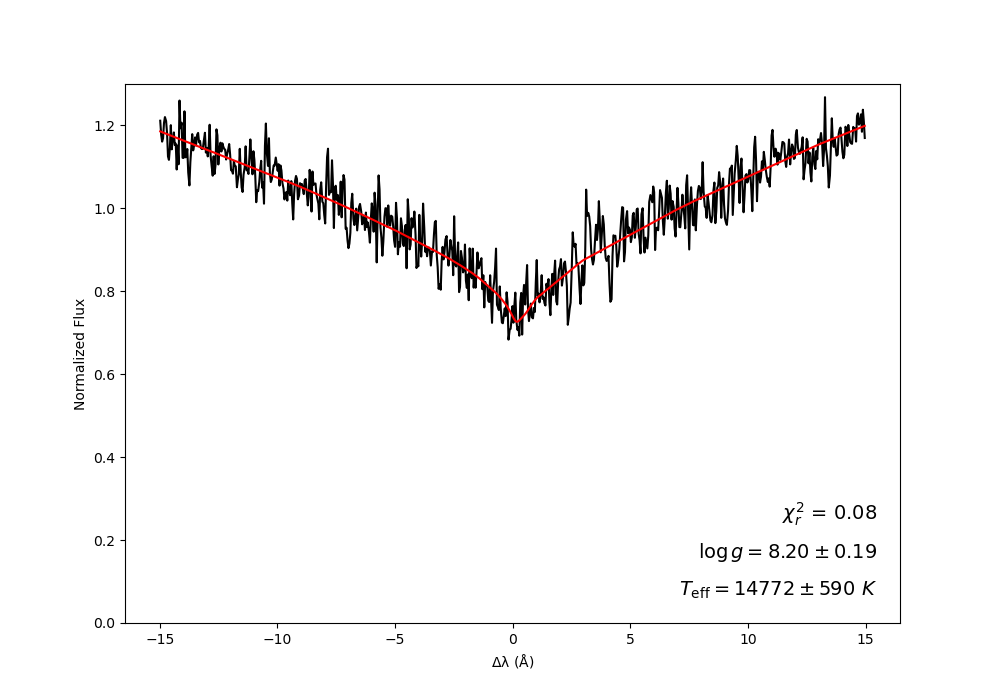 1.2
1.0
0.8
0.6
0.4
0.2
0.0
Normalized Flux
χ²ᵣ = 0.08
log g = 8.20 ± 0.19
T_eff = 14772 ± 590 K
−15 −10 −5 0 5 10 15
Δλ (Å)